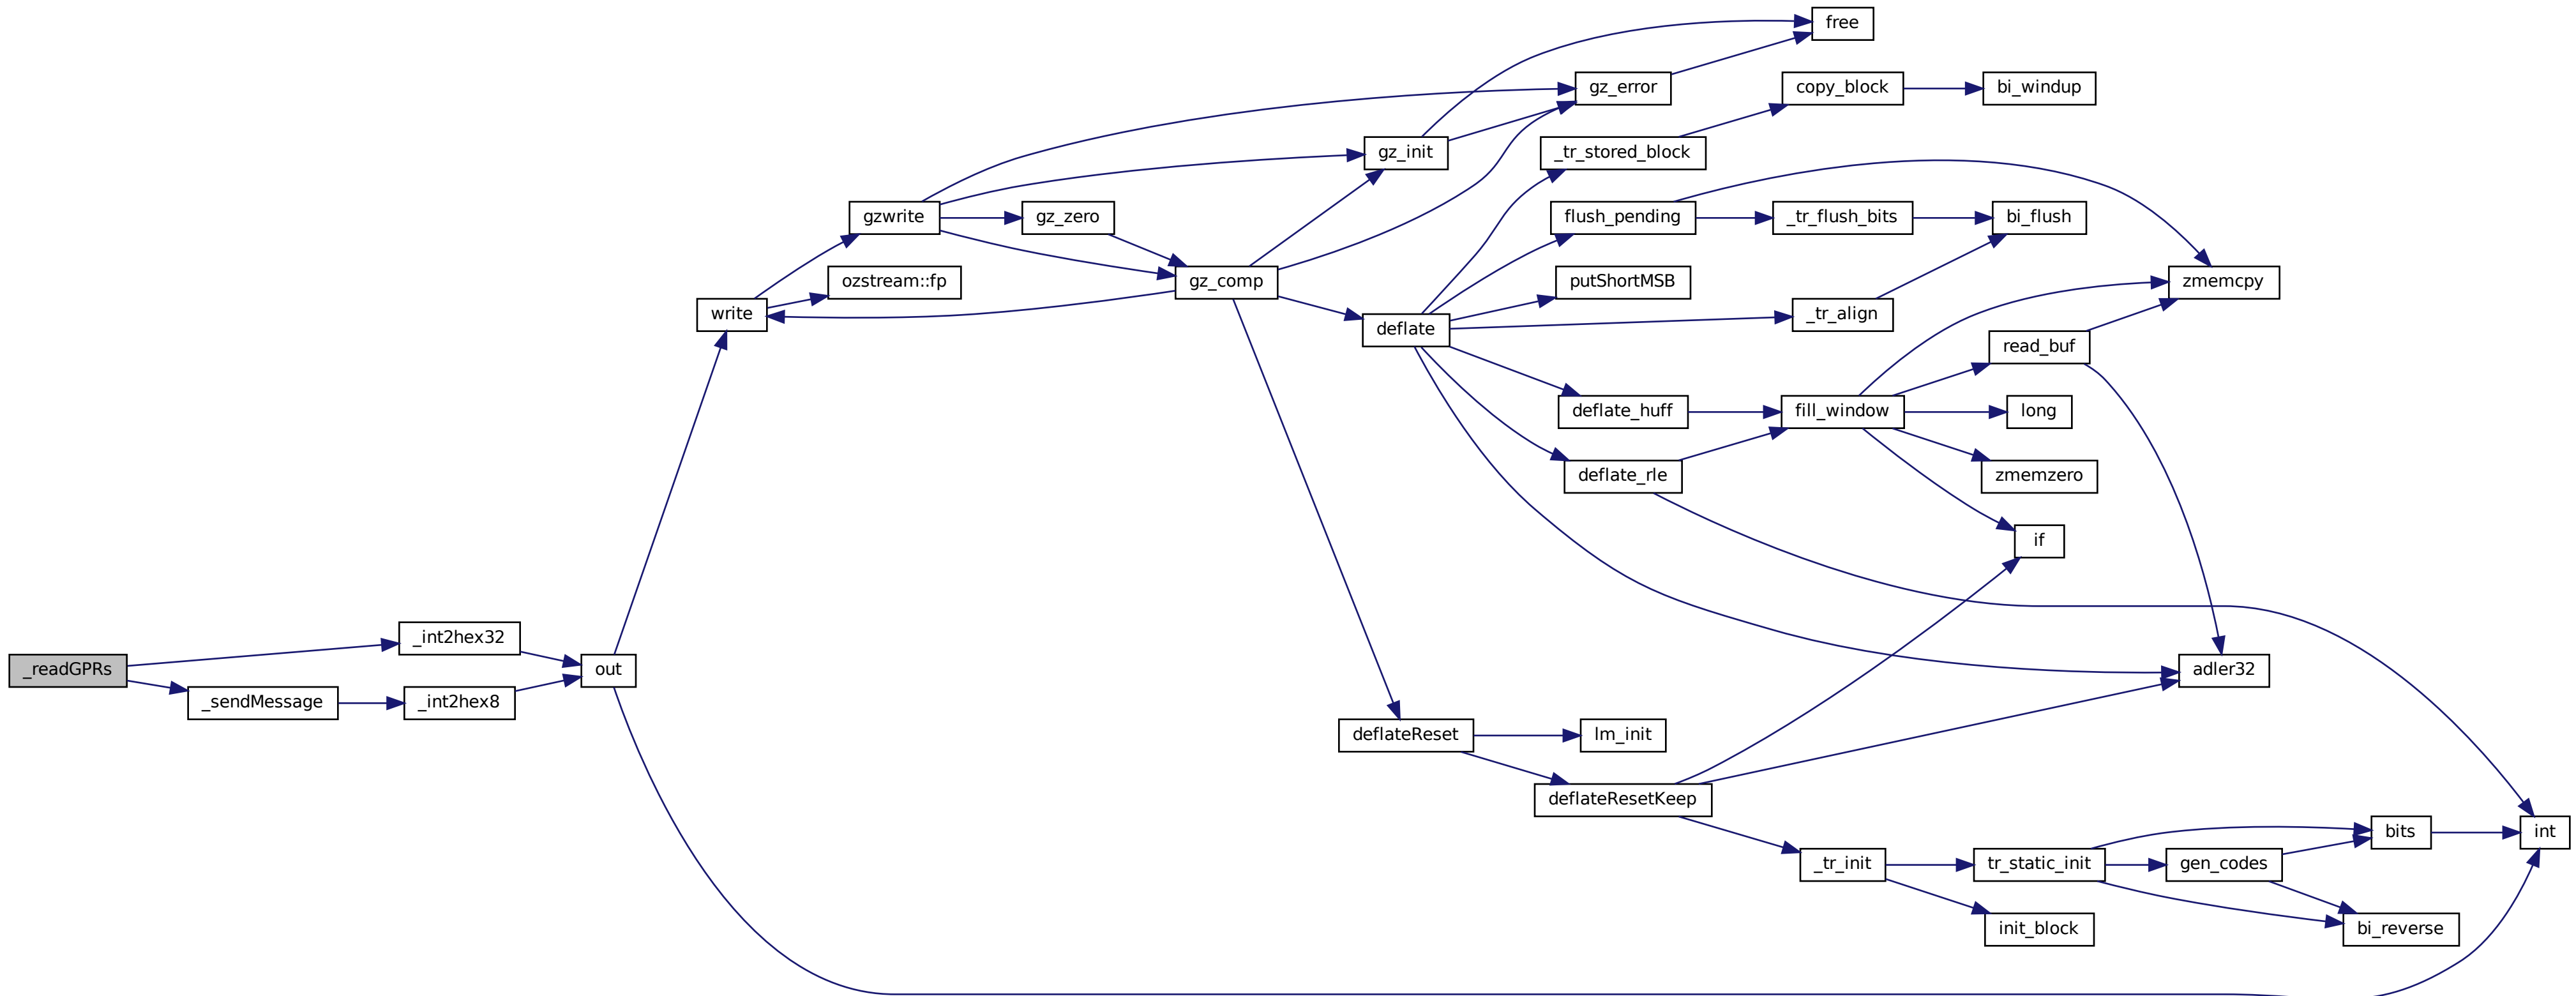 free
gz_error
copy_block
bi_windup
gz_init
_tr_stored_block
gzwrite
gz_zero
flush_pending
_tr_flush_bits
bi_flush
ozstream::fp
gz_comp
putShortMSB
zmemcpy
write
deflate
_tr_align
read_buf
deflate_huff
fill_window
long
deflate_rle
zmemzero
if
_int2hex32
_readGPRs
out
adler32
_sendMessage
_int2hex8
deflateReset
lm_init
deflateResetKeep
bits
int
_tr_init
tr_static_init
gen_codes
init_block
bi_reverse